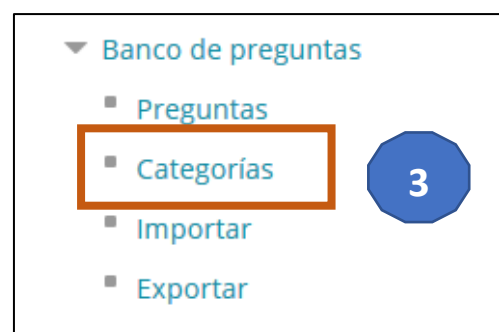 Banco de preguntas
Preguntas
Categorías
3
Importar
Exportar